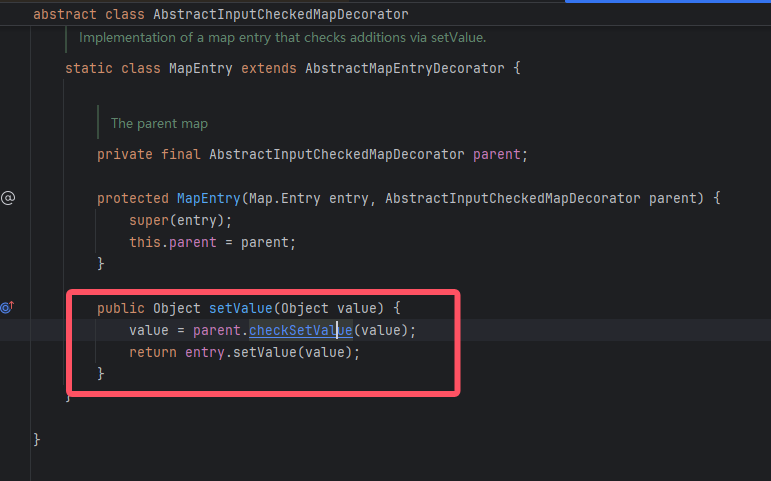 abstract class AbstractInputCheckedMapDecorator
Implementation of a map entry that checks additions via setValue.
static class MapEntry extends AbstractMapEntryDecorator {
The parent map
private final AbstractInputCheckedMapDecorator parent;
protected MapEntry(Map.Entry entry, AbstractInputCheckedMapDecorator parent) {
super(entry);
this.parent = parent;
}
public Object setValue(Object value) {
value = parent.checkSetValue(value);
return entry.setValue(value);
}
}
}